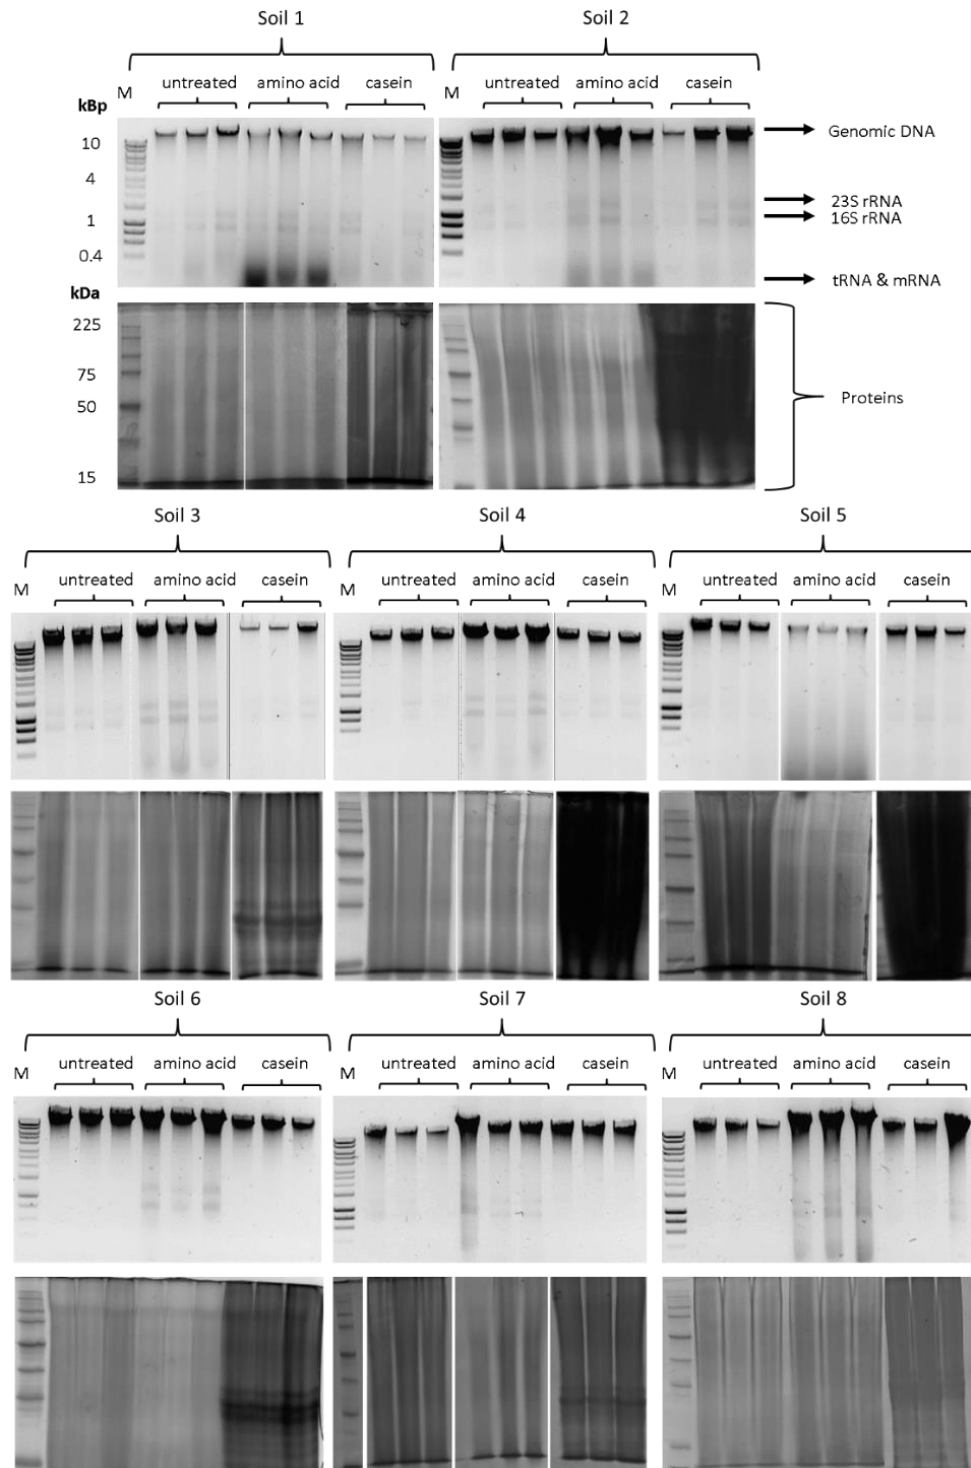 Soil 1 Soil 2
untreated amino acid casein untreated amino acid casein
M M
kBp
10 Genomic DNA
4
23S rRNA
1 16S rRNA
0.4
tRNA & mRNA
kDa
225
75
50 Proteins
15
Soil 3 Soil 4 Soil 5
untreated amino acid casein untreated amino acid casein untreated amino acid casein
M M M
Soil 6 Soil 7 Soil 8
untreated amino acid casein untreated amino acid casein untreated amino acid casein
M M M